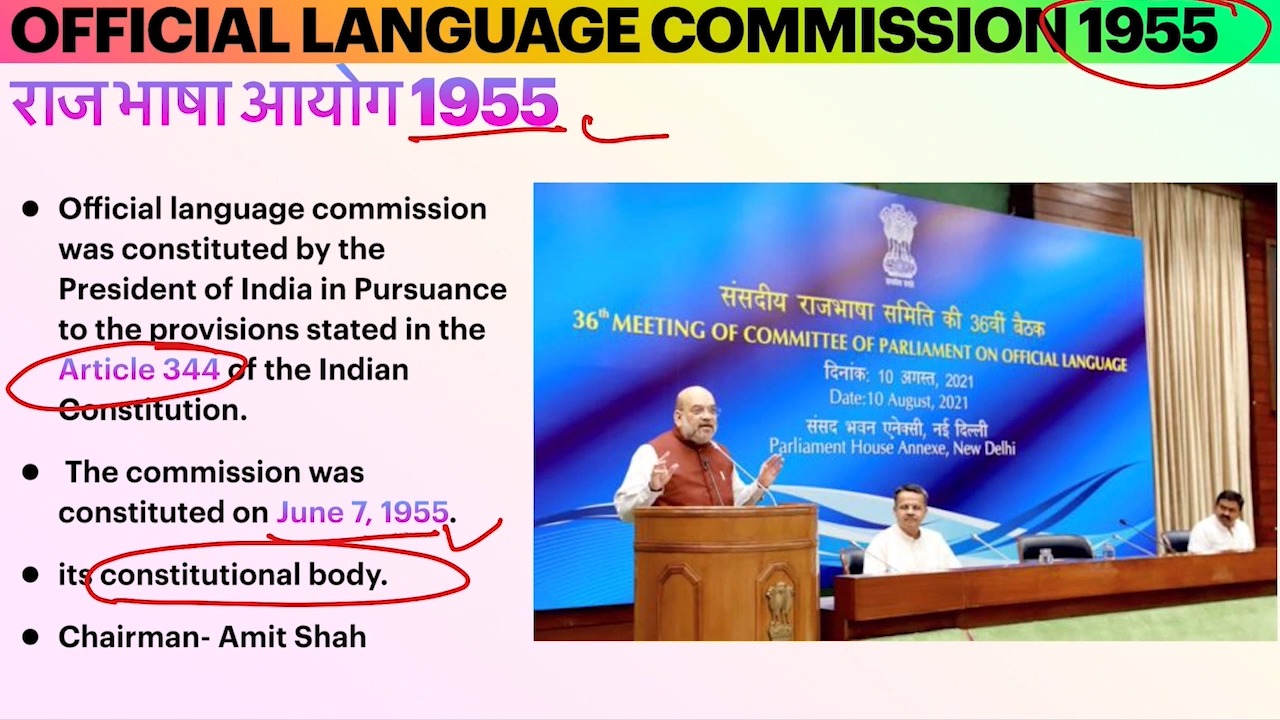 OFFICIAL LANGUAGE COMMISSION 1955
राज भाषा आयोग 1955
● Official language commission
was constituted by the
President of India in Pursuance
to the provisions stated in the
Article 344 of the Indian
Constitution.
● The commission was
constituted on June 7, 1955.
● its constitutional body.
● Chairman- Amit Shah
संसदीय राजभाषा समिति की 36वीं बैठक
36th MEETING OF COMMITTEE OF PARLIAMENT ON OFFICIAL LANGUAGE
दिनांक: 10 अगस्त, 2021
Date:10 August, 2021
संसद भवन एनेक्सी, नई दिल्ली
Parliament House Annexe, New Delhi